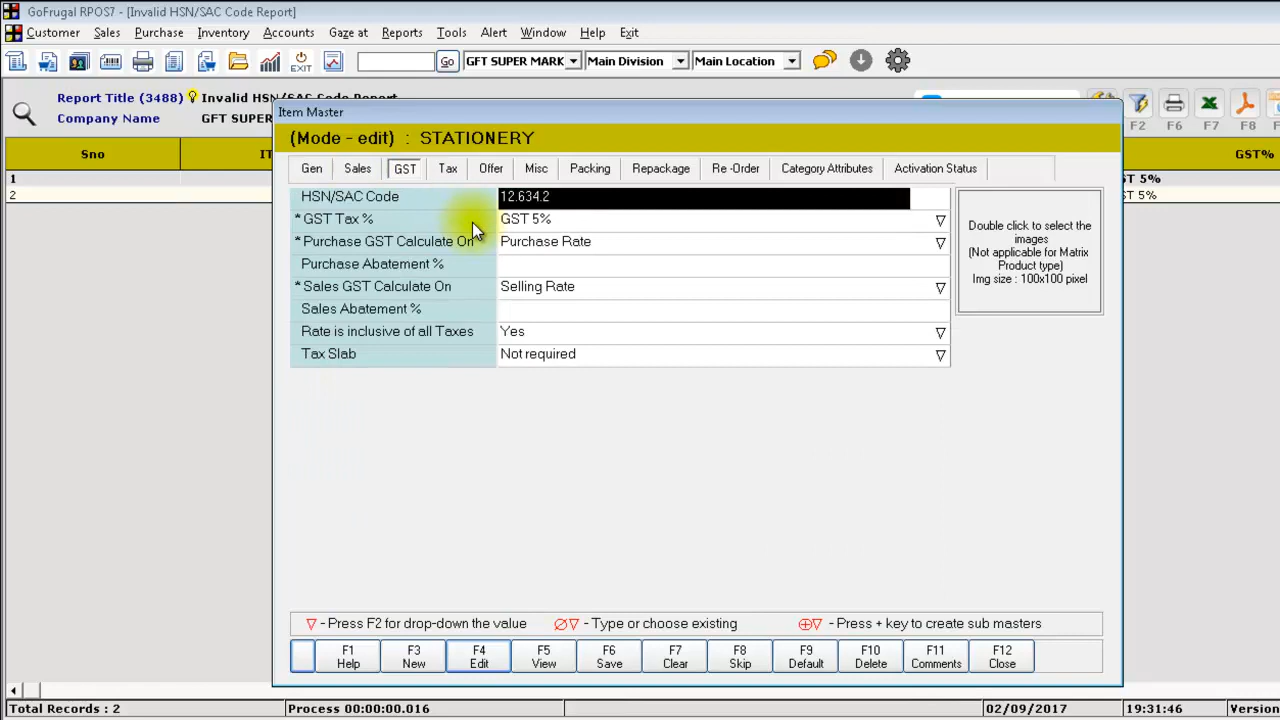 GoFrugal RPOS7 - [Invalid HSN/SAC Code Report]
Customer Sales Purchase Inventory Accounts Gaze at Reports Tools Alert Window Help Exit
EXIT Go GFT SUPER MARK Main Division Main Location
Report Title (3488) Invalid HSN/SAC Code Report
Company Name GFT SUPER
F2 F6 F7 F8
Sno IT GST%
1 ST 5%
2 ST 5%
Item Master
(Mode - edit) : STATIONERY
Gen Sales GST Tax Offer Misc Packing Repackage Re -Order Category Attributes Activation Status
HSN/SAC Code 12.634.2
* GST Tax % GST 5%
* Purchase GST Calculate On Purchase Rate
Purchase Abatement %
* Sales GST Calculate On Selling Rate
Sales Abatement %
Rate is inclusive of all Taxes Yes
Tax Slab Not required
Double click to select the
images
(Not applicable for Matrix
Product type)
Img size : 100x100 pixel
- Press F2 for drop-down the value - Type or choose existing - Press + key to create sub masters
F1 F3 F4 F5 F6 F7 F8 F9 F10 F11 F12
Help New Edit View Save Clear Skip Default Delete Comments Close
Total Records : 2 Process 00:00:00.016 02/09/2017 19:31:46 Version